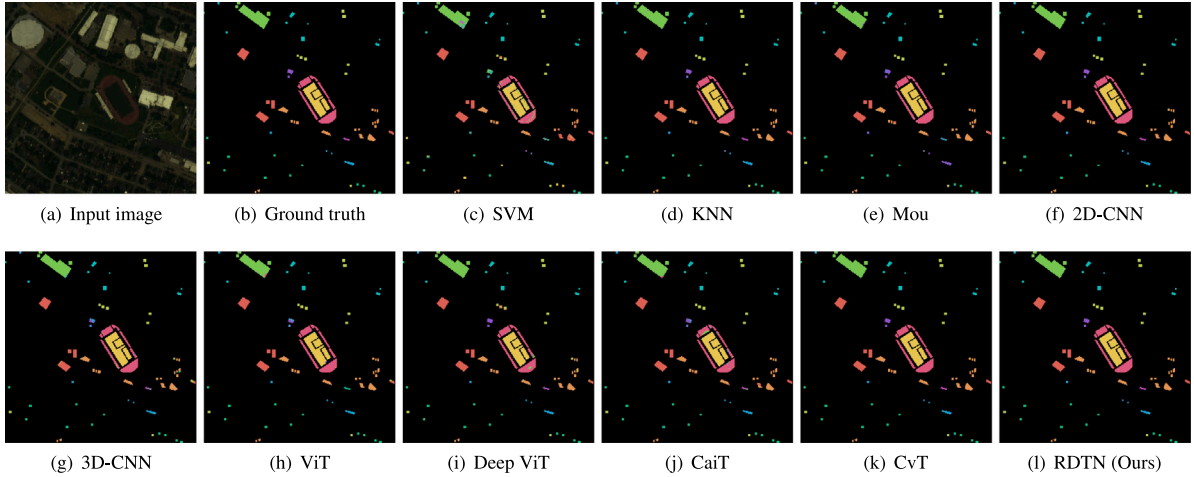 (a) Input image
(b) Ground truth
(c) SVM
(d) KNN
(e) Mou
(f) 2D-CNN
(g) 3D-CNN
(h) ViT
(i) Deep ViT
(j) CaiT
(k) CvT
(l) RDTN (Ours)